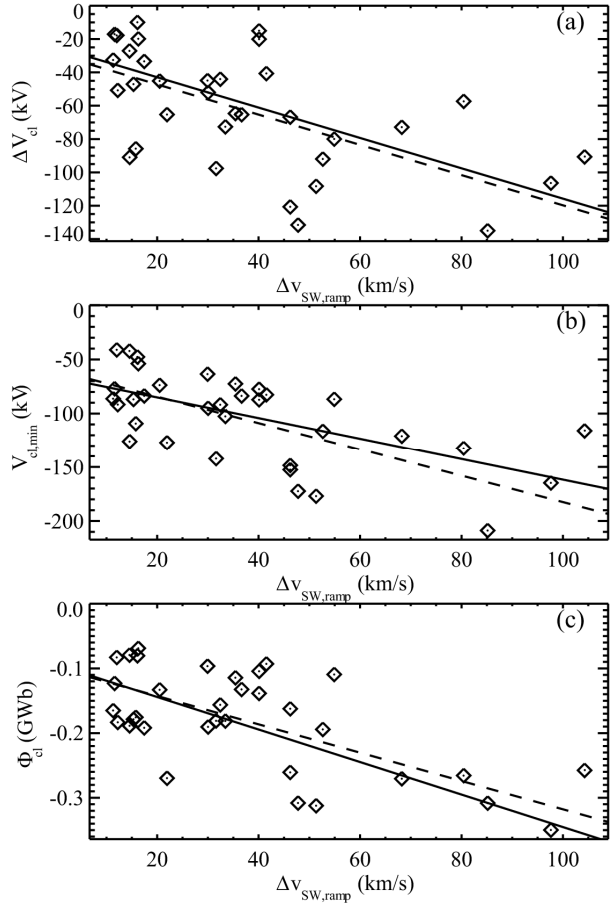 (a)
0
-20
-40
-60
-80
-100
-120
-140
ΔV_cl (kV)
20 40 60 80 100
Δv_SW,ramp (km/s)
(b)
0
-50
-100
-150
-200
V_cl,min (kV)
20 40 60 80 100
Δv_SW,ramp (km/s)
(c)
0.0
-0.1
-0.2
-0.3
Φ_cl (GWb)
20 40 60 80 100
Δv_SW,ramp (km/s)